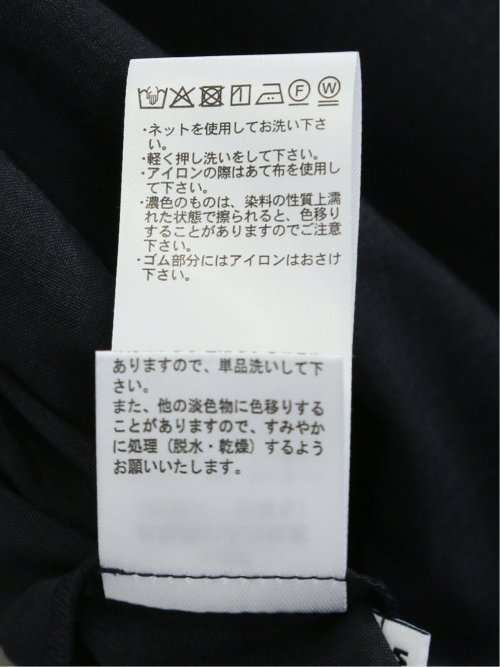 F W
・ネットを使用してお洗い下さ
い。
・軽く押し洗いをして下さい。
・アイロンの際はあて布を使用し
て下さい。
・濃色のものは、染料の性質上濡
れた状態で擦られると、色移り
することがありますのでご注意
下さい。
・ゴム部分にはアイロンはおさけ
下さい。
ありますので、単品洗いして下
さい。
また、他の淡色物に色移りする
ことがありますので、すみやか
に処理（脱水・乾燥）するよう
お願いいたします。